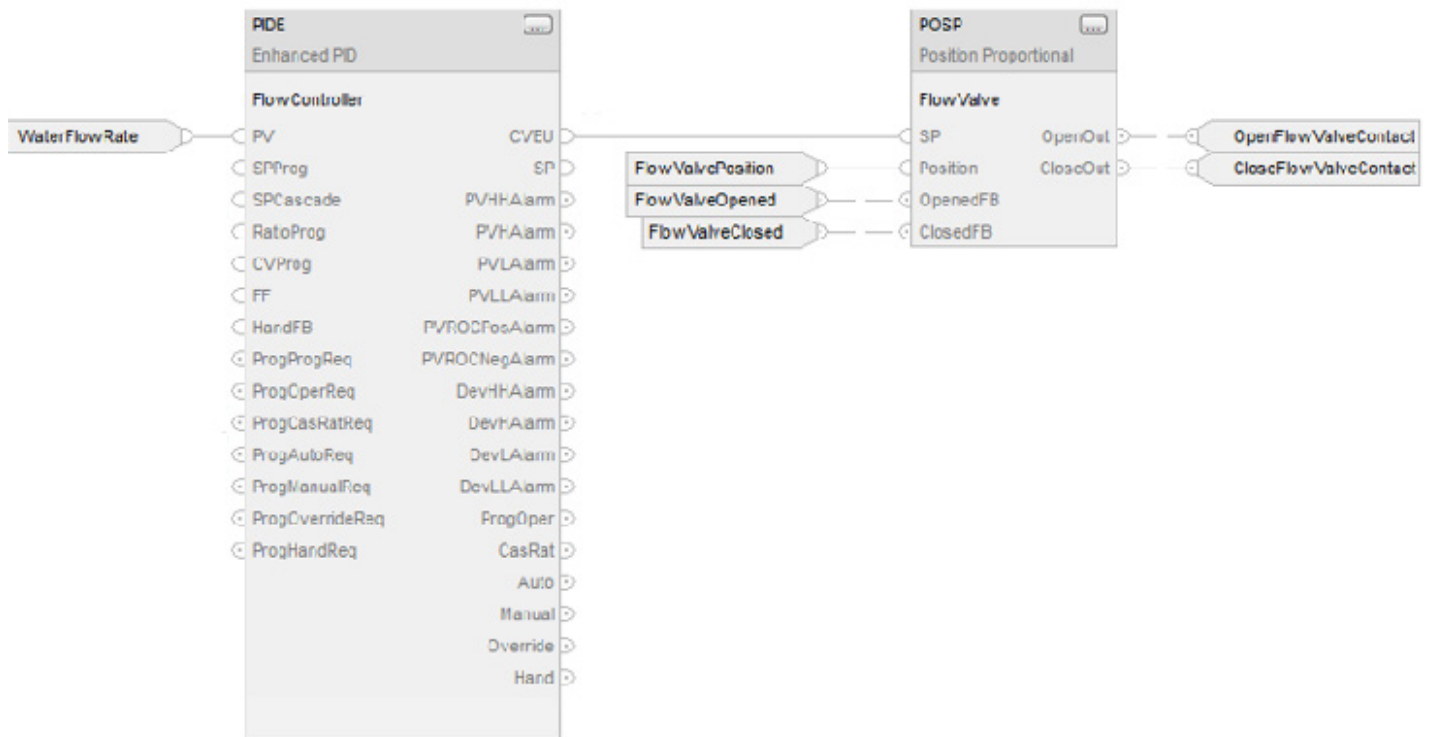 PIDE
Enhanced PID
FlowController
WaterFlowRate
PV CVEU
SPProg SP
SPCascade PVHHAlarm
RatioProg PVHAlarm
CVProg PVLAlarm
FF PVLLAlarm
HandFB PVROCPosAlarm
ProgProgReq PVROCNegAlarm
ProgOperReq DevHHAlarm
ProgCasRatReq DevHAlarm
ProgAutoReq DevLAlarm
ProgManualReq DevLLAlarm
ProgOverrideReq ProgOper
ProgHandReq CasRat
Auto
Manual
Override
Hand
FlowValvePosition
FlowValveOpened
FlowValveClosed
POSP
Position Proportional
FlowValve
SP OpenOut
Position CloseOut
OpenedFB
ClosedFB
OpenFlowValveContact
CloseFlowValveContact